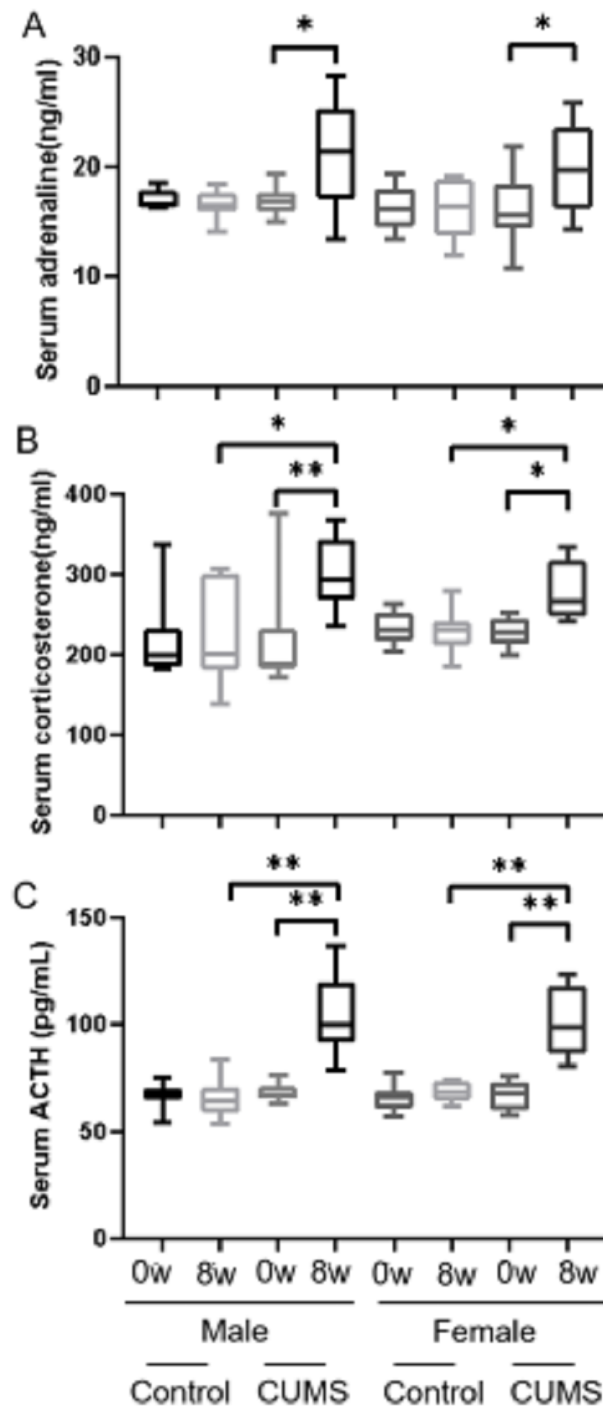 A
Serum adrenaline(ng/ml)
30
20
10
0
*
*
B
Serum corticosterone(ng/ml)
400
300
200
100
0
*
**
*
*
C
Serum ACTH (pg/mL)
150
100
50
0
**
**
**
**
0w 8w 0w 8w 0w 8w 0w 8w
Male Female
Control CUMS Control CUMS